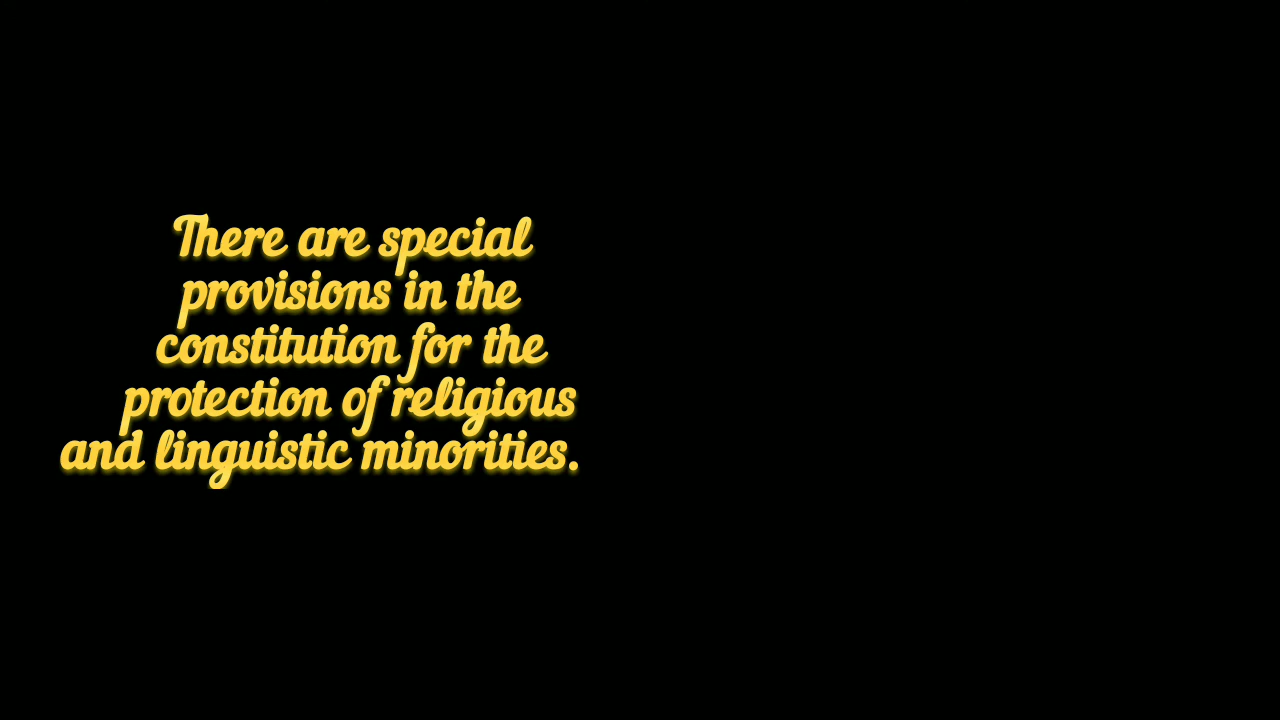 There are special
provisions in the
constitution for the
protection of religious
and linguistic minorities.